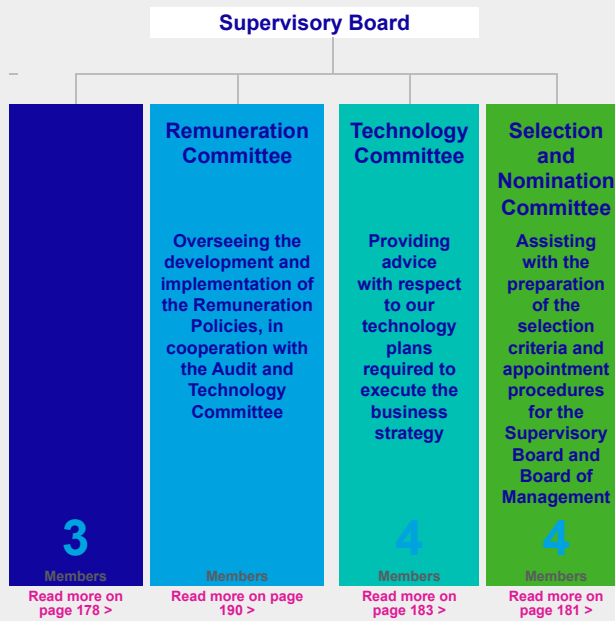 Supervisory Board
Remuneration
Committee
Overseeing the
development and
implementation of
the Remuneration
Policies, in
cooperation with
the Audit and
Technology
Committee
Technology
Committee
Providing
advice
with respect
to our
technology
plans
required to
execute the
business
strategy
Selection
and
Nomination
Committee
Assisting
with the
preparation
of the
selection
criteria and
appointment
procedures
for the
Supervisory
Board and
Board of
Management
3
Members
Read more on
page 178 >
Members
Read more on page
190 >
4
Members
Read more on
page 183 >
4
Members
Read more on
page 181 >